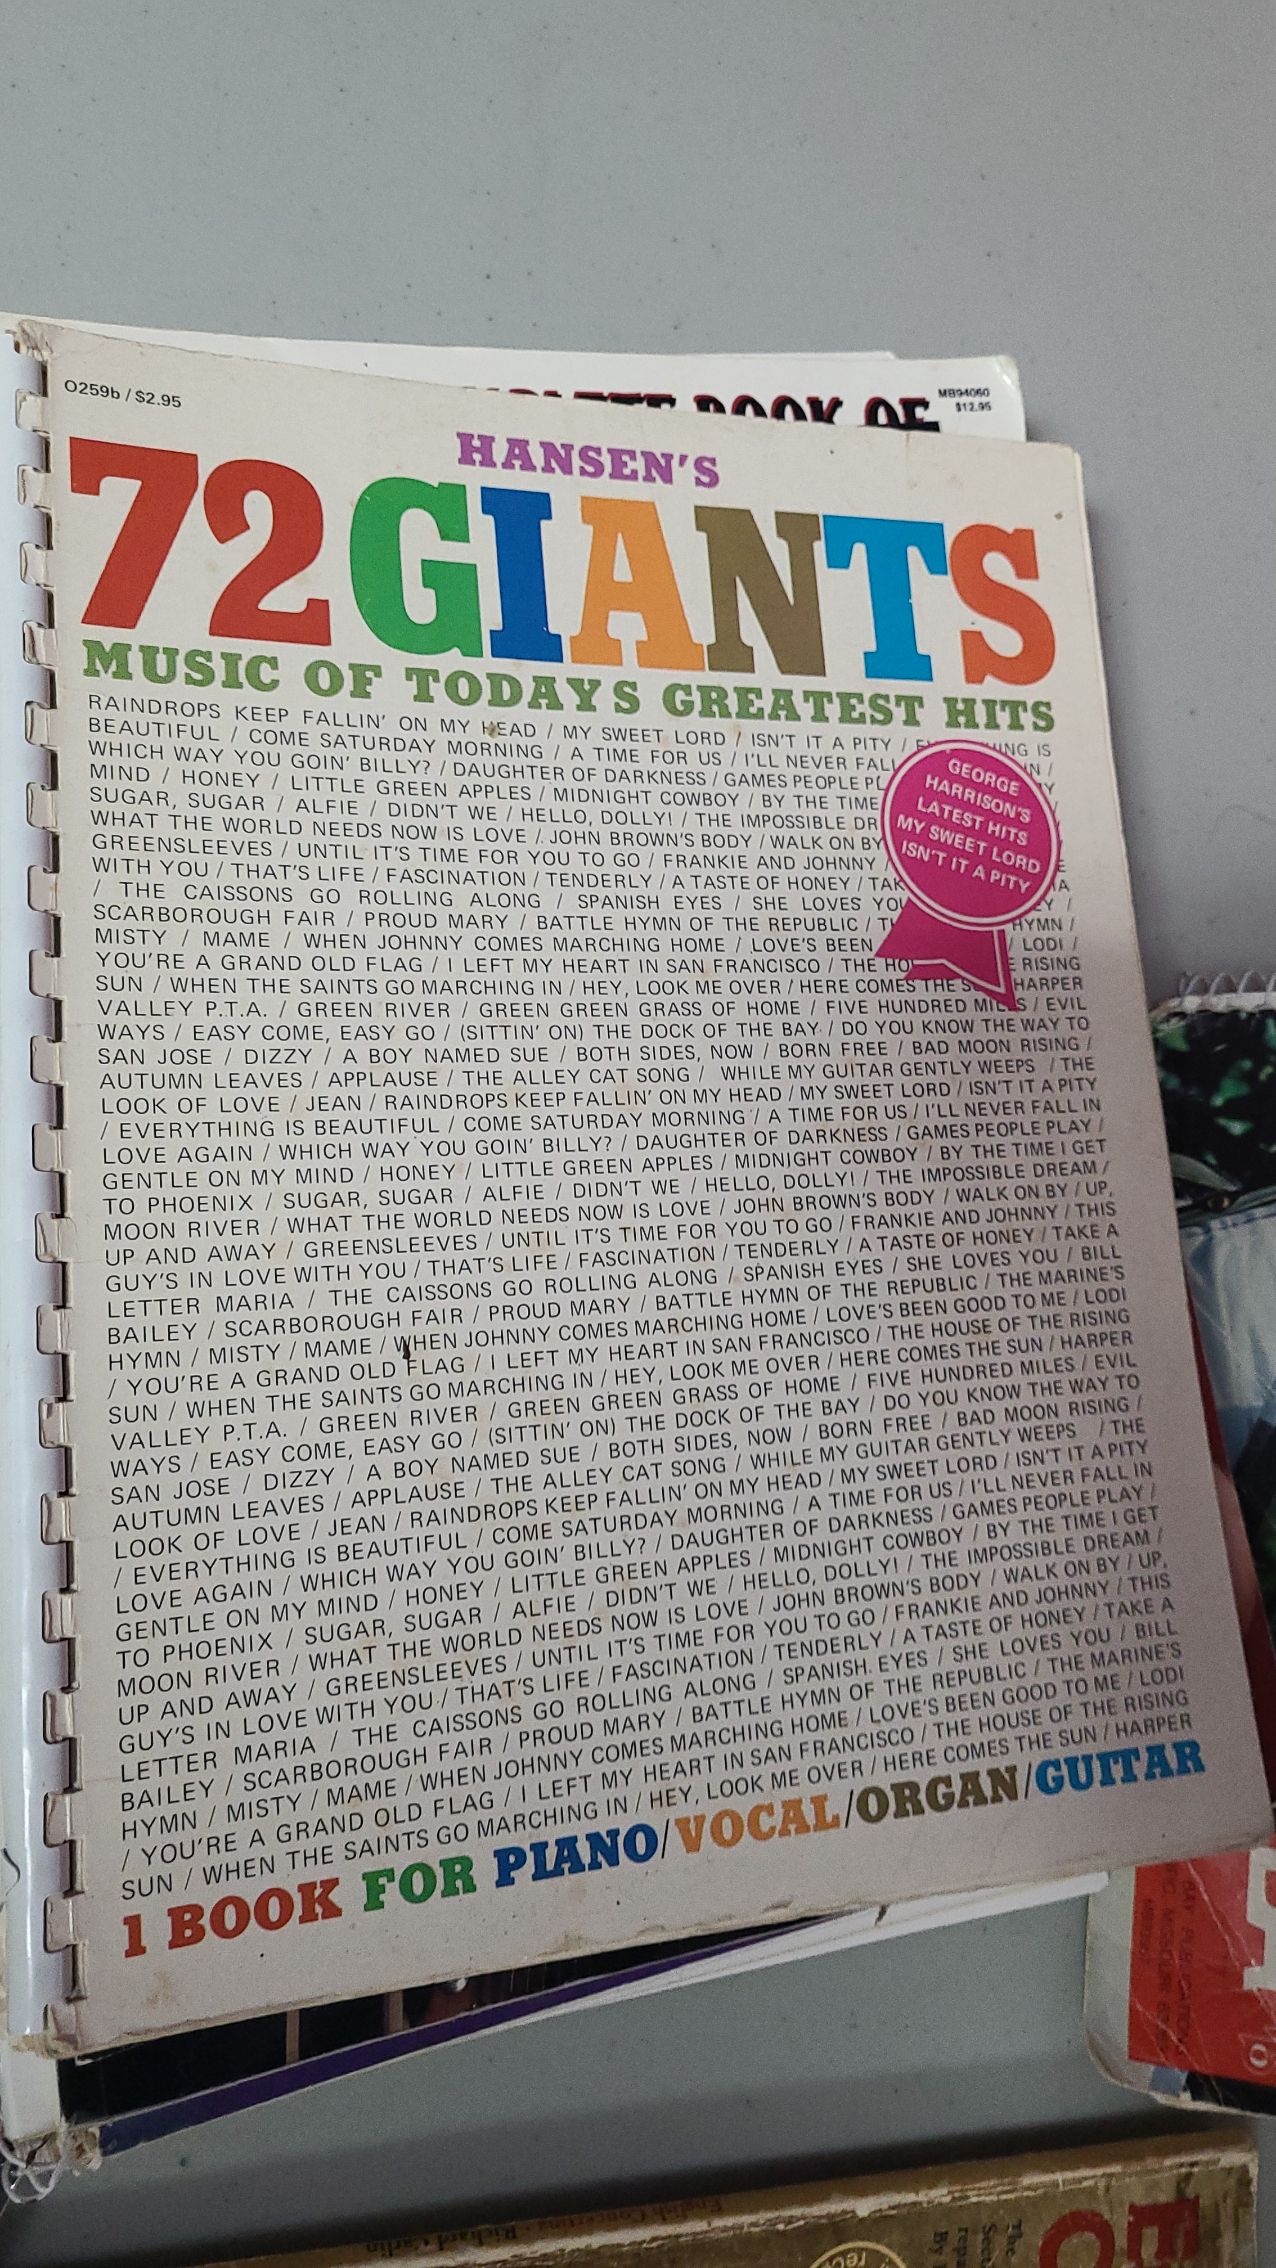 MB94060
$12.95
BOOK OF
O259b / $2.95
HANSEN'S
72 GIANTS
MUSIC OF TODAY'S GREATEST HITS
RAINDROPS KEEP FALLIN' ON MY HEAD / MY SWEET LORD / ISN'T IT A PITY / IS
BEAUTIFUL / COME SATURDAY MORNING / A TIME FOR US / I'LL NEVER FALL /
WHICH WAY YOU GOIN' BILLY? / DAUGHTER OF DARKNESS / GAMES PEOPLE
MIND / HONEY / LITTLE GREEN APPLES / MIDNIGHT COWBOY / BY THE TIME /
SUGAR, SUGAR / ALFIE / DIDN'T WE / HELLO, DOLLY! / THE IMPOSSIBLE
WHAT THE WORLD NEEDS NOW IS LOVE / JOHN BROWN'S BODY / WALK ON BY
GREENSLEEVES / UNTIL IT'S TIME FOR YOU TO GO / FRANKIE AND JOHNNY /
WITH YOU / THAT'S LIFE / FASCINATION / TENDERLY / A TASTE OF HONEY /
/ THE CAISSONS GO ROLLING ALONG / SPANISH EYES / SHE LOVES /
SCARBOROUGH FAIR / PROUD MARY / BATTLE HYMN OF THE REPUBLIC / HYMN /
MISTY / MAME / WHEN JOHNNY COMES MARCHING HOME / LOVE'S BEEN / LODI /
YOU'RE A GRAND OLD FLAG / I LEFT MY HEART IN SAN FRANCISCO / THE RISING
SUN / WHEN THE SAINTS GO MARCHING IN / HEY, LOOK ME OVER / HERE COMES THE HARPER
VALLEY P.T.A. / GREEN RIVER / GREEN GREEN GRASS OF HOME / FIVE HUNDRED MILES / EVIL
WAYS / EASY COME, EASY GO / (SITTIN' ON) THE DOCK OF THE BAY / DO YOU KNOW THE WAY TO
SAN JOSE / DIZZY / A BOY NAMED SUE / BOTH SIDES, NOW / BORN FREE / BAD MOON RISING /
AUTUMN LEAVES / APPLAUSE / THE ALLEY CAT SONG / WHILE MY GUITAR GENTLY WEEPS / THE
LOOK OF LOVE / JEAN / RAINDROPS KEEP FALLIN' ON MY HEAD / MY SWEET LORD / ISN'T IT A PITY
/ EVERYTHING IS BEAUTIFUL / COME SATURDAY MORNING / A TIME FOR US / I'LL NEVER FALL IN
LOVE AGAIN / WHICH WAY YOU GOIN' BILLY? / DAUGHTER OF DARKNESS / GAMES PEOPLE PLAY /
GENTLE ON MY MIND / HONEY / LITTLE GREEN APPLES / MIDNIGHT COWBOY / BY THE TIME I GET
TO PHOENIX / SUGAR, SUGAR / ALFIE / DIDN'T WE / HELLO, DOLLY! / THE IMPOSSIBLE DREAM /
MOON RIVER / WHAT THE WORLD NEEDS NOW IS LOVE / JOHN BROWN'S BODY / WALK ON BY / UP,
UP AND AWAY / GREENSLEEVES / UNTIL IT'S TIME FOR YOU TO GO / FRANKIE AND JOHNNY / THIS
GUY'S IN LOVE WITH YOU / THAT'S LIFE / FASCINATION / TENDERLY / A TASTE OF HONEY / TAKE A
LETTER MARIA / THE CAISSONS GO ROLLING ALONG / SPANISH EYES / SHE LOVES YOU / BILL
BAILEY / SCARBOROUGH FAIR / PROUD MARY / BATTLE HYMN OF THE REPUBLIC / THE MARINE'S
HYMN / MISTY / MAME / WHEN JOHNNY COMES MARCHING HOME / LOVE'S BEEN GOOD TO ME / LODI
/ YOU'RE A GRAND OLD FLAG / I LEFT MY HEART IN SAN FRANCISCO / THE HOUSE OF THE RISING
SUN / WHEN THE SAINTS GO MARCHING IN / HEY, LOOK ME OVER / HERE COMES THE SUN / HARPER
VALLEY P.T.A. / GREEN RIVER / GREEN GREEN GRASS OF HOME / FIVE HUNDRED MILES / EVIL
WAYS / EASY COME, EASY GO / (SITTIN' ON) THE DOCK OF THE BAY / DO YOU KNOW THE WAY TO
SAN JOSE / DIZZY / A BOY NAMED SUE / BOTH SIDES, NOW / BORN FREE / BAD MOON RISING /
AUTUMN LEAVES / APPLAUSE / THE ALLEY CAT SONG / WHILE MY GUITAR GENTLY WEEPS / THE
LOOK OF LOVE / JEAN / RAINDROPS KEEP FALLIN' ON MY HEAD / MY SWEET LORD / ISN'T IT A PITY
/ EVERYTHING IS BEAUTIFUL / COME SATURDAY MORNING / A TIME FOR US / I'LL NEVER FALL IN
LOVE AGAIN / WHICH WAY YOU GOIN' BILLY? / DAUGHTER OF DARKNESS / GAMES PEOPLE PLAY /
GENTLE ON MY MIND / HONEY / LITTLE GREEN APPLES / MIDNIGHT COWBOY / BY THE TIME I GET
TO PHOENIX / SUGAR, SUGAR / ALFIE / DIDN'T WE / HELLO, DOLLY! / THE IMPOSSIBLE DREAM /
MOON RIVER / WHAT THE WORLD NEEDS NOW IS LOVE / JOHN BROWN'S BODY / WALK ON BY / UP,
UP AND AWAY / GREENSLEEVES / UNTIL IT'S TIME FOR YOU TO GO / FRANKIE AND JOHNNY / THIS
GUY'S IN LOVE WITH YOU / THAT'S LIFE / FASCINATION / TENDERLY / A TASTE OF HONEY / TAKE A
LETTER MARIA / THE CAISSONS GO ROLLING ALONG / SPANISH EYES / SHE LOVES YOU / BILL
BAILEY / SCARBOROUGH FAIR / PROUD MARY / BATTLE HYMN OF THE REPUBLIC / THE MARINE'S
HYMN / MISTY / MAME / WHEN JOHNNY COMES MARCHING HOME / LOVE'S BEEN GOOD TO ME / LODI
/ YOU'RE A GRAND OLD FLAG / I LEFT MY HEART IN SAN FRANCISCO / THE HOUSE OF THE RISING
SUN / WHEN THE SAINTS GO MARCHING IN / HEY, LOOK ME OVER / HERE COMES THE SUN / HARPER
1 BOOK FOR PIANO/VOCAL/ORGAN/GUITAR
GEORGE
HARRISON'S
LATEST HITS
MY SWEET LORD
ISN'T IT A PITY
English Concertina · Richard Carlin